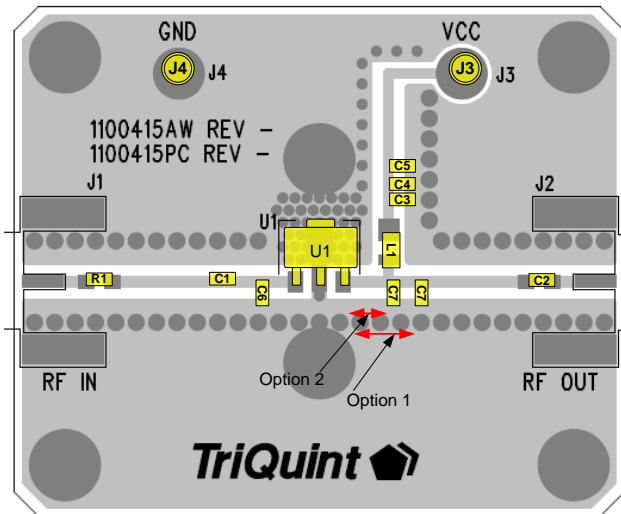 GND
VCC
J4
J4
J3
J3
1100415AW REV -
1100415PC REV -
C5
C4
C3
J1
J2
U1
U1
L1
R1
C1
C6
C7
C7
C2
Option 2
Option 1
RF IN
RF OUT
TriQuint